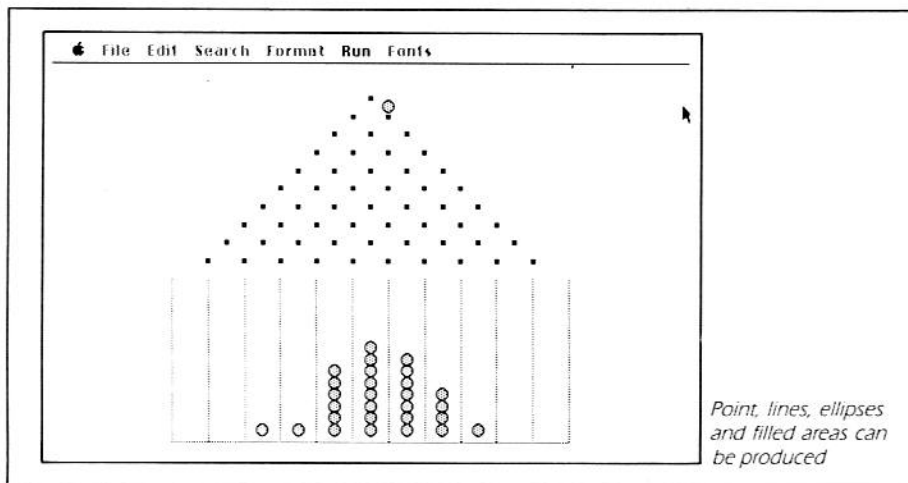 File Edit Search Format Run Fonts
Point, lines, ellipses
and filled areas can
be produced